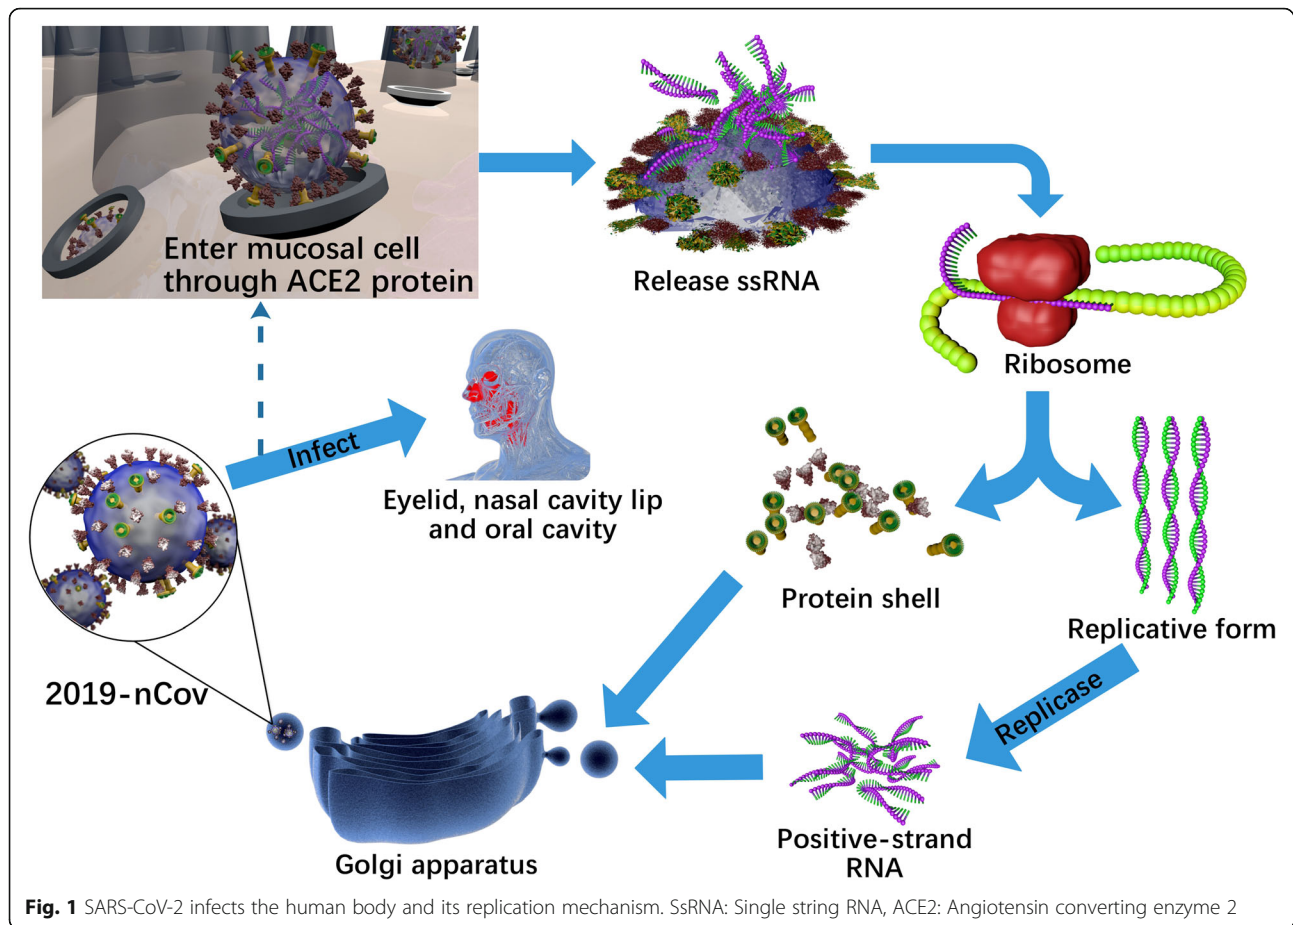 Enter mucosal cell
through ACE2 protein
Release ssRNA
Ribosome
Infect
Eyelid, nasal cavity lip
and oral cavity
Protein shell
Replicative form
2019-nCov
Replicase
Positive-strand
RNA
Golgi apparatus
Fig. 1 SARS-CoV-2 infects the human body and its replication mechanism. SsRNA: Single string RNA, ACE2: Angiotensin converting enzyme 2